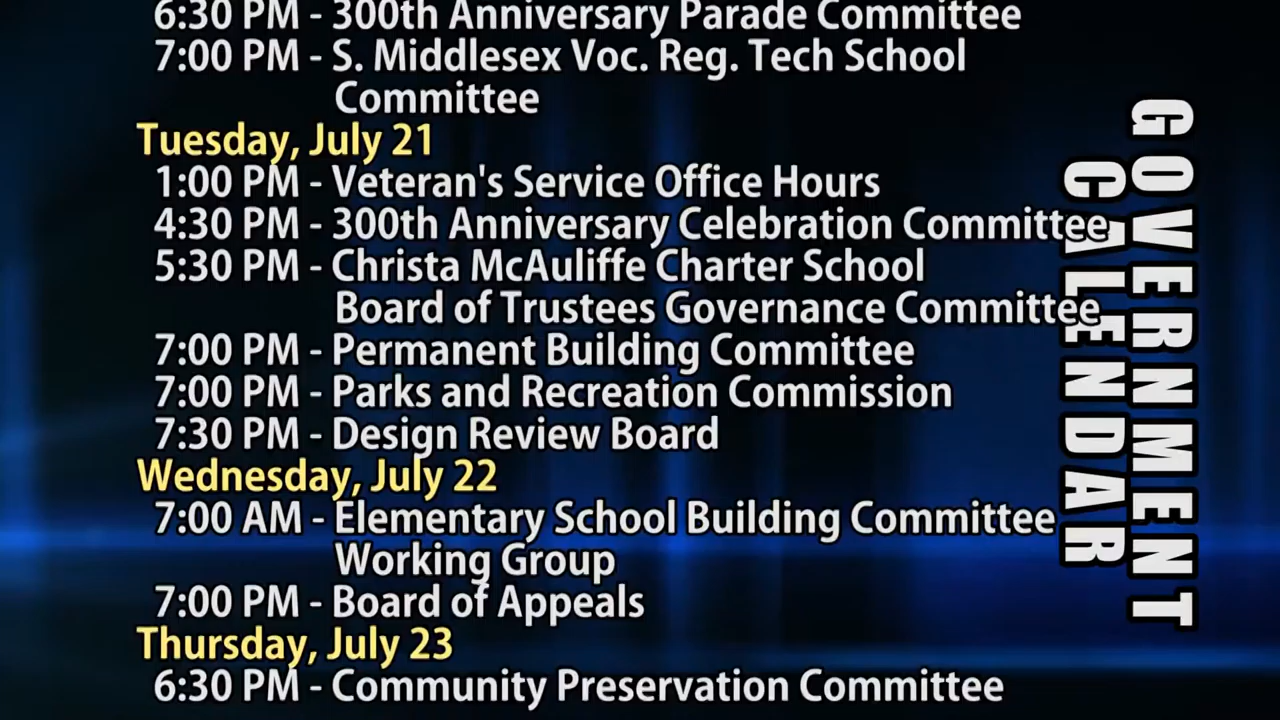 6:30 PM - 300th Anniversary Parade Committee
7:00 PM - S. Middlesex Voc. Reg. Tech School
Committee
Tuesday, July 21
1:00 PM - Veteran's Service Office Hours
4:30 PM - 300th Anniversary Celebration Committee
5:30 PM - Christa McAuliffe Charter School
Board of Trustees Governance Committee
7:00 PM - Permanent Building Committee
7:00 PM - Parks and Recreation Commission
7:30 PM - Design Review Board
Wednesday, July 22
7:00 AM - Elementary School Building Committee
Working Group
7:00 PM - Board of Appeals
Thursday, July 23
6:30 PM - Community Preservation Committee
GOVERNMENT
CALENDAR